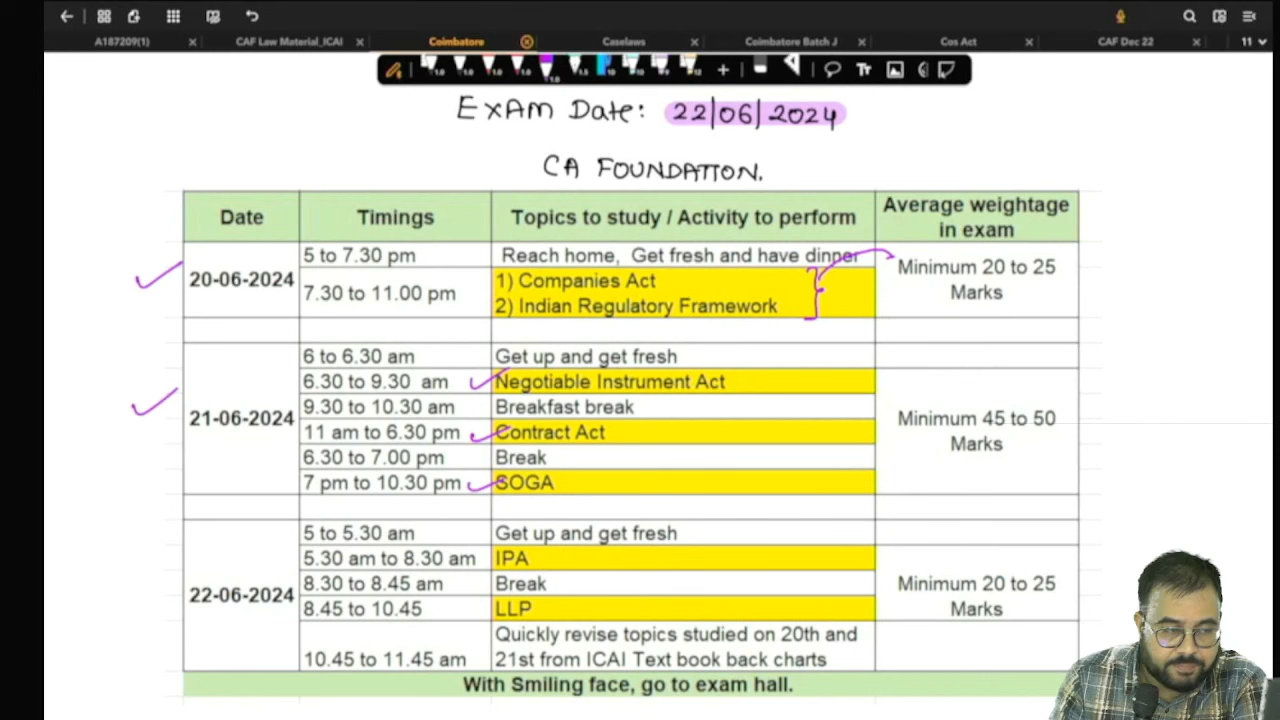 A187209(1) CAF Law Material_ICAI Coimbatore Caselaws Coimbatore Batch J Cos Act CAF Dec 22 11
Tr
EXAM Date: 22/06/2024
CA FOUNDATION.
Date Timings Topics to study / Activity to perform Average weightage in exam
20-06-2024
5 to 7.30 pm Reach home, Get fresh and have dinner
7.30 to 11.00 pm 1) Companies Act
2) Indian Regulatory Framework
Minimum 20 to 25
Marks
21-06-2024
6 to 6.30 am Get up and get fresh
6.30 to 9.30 am Negotiable Instrument Act
9.30 to 10.30 am Breakfast break
11 am to 6.30 pm Contract Act
6.30 to 7.00 pm Break
7 pm to 10.30 pm SOGA
Minimum 45 to 50
Marks
22-06-2024
5 to 5.30 am Get up and get fresh
5.30 am to 8.30 am IPA
8.30 to 8.45 am Break
8.45 to 10.45 LLP
10.45 to 11.45 am Quickly revise topics studied on 20th and
21st from ICAI Text book back charts
Minimum 20 to 25
Marks
With Smiling face, go to exam hall.